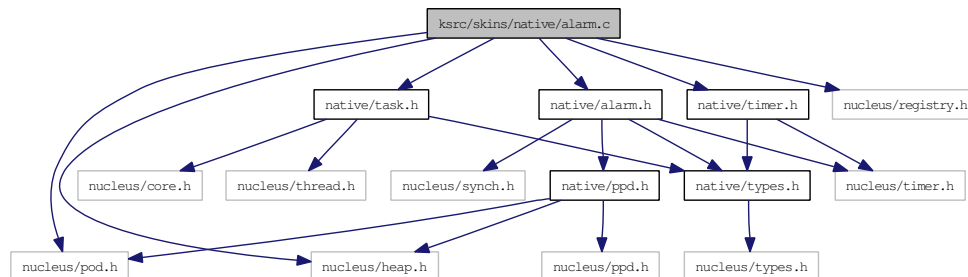 ksrc/skins/native/alarm.c
native/task.h
native/alarm.h
native/timer.h
nucleus/registry.h
nucleus/core.h
nucleus/thread.h
nucleus/synch.h
native/ppd.h
native/types.h
nucleus/timer.h
nucleus/pod.h
nucleus/heap.h
nucleus/ppd.h
nucleus/types.h